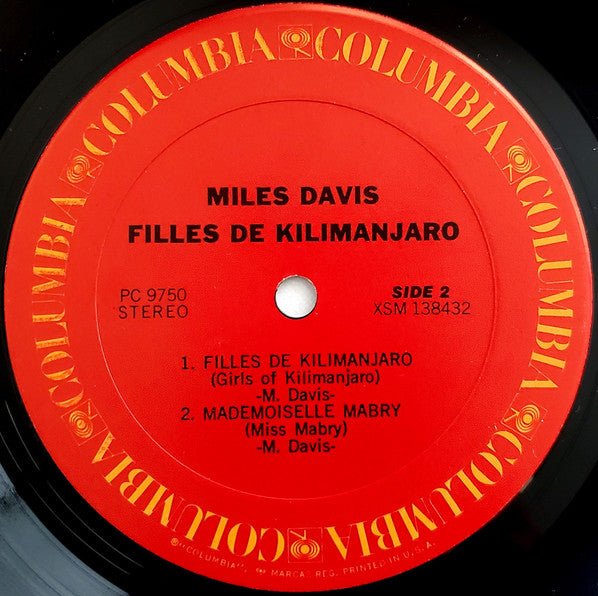 COLUMBIA COLUMBIA COLUMBIA COLUMBIA COLUMBIA COLUMBIA
MILES DAVIS
FILLES DE KILIMANJARO
PC 9750
STEREO
SIDE 2
XSM 138432
1. FILLES DE KILIMANJARO
(Girls of Kilimanjaro)
-M. Davis-
2. MADEMOISELLE MABRY
(Miss Mabry)
-M. Davis-
℗"COLUMBIA", MARCAS REG. PRINTED IN U.S.A.